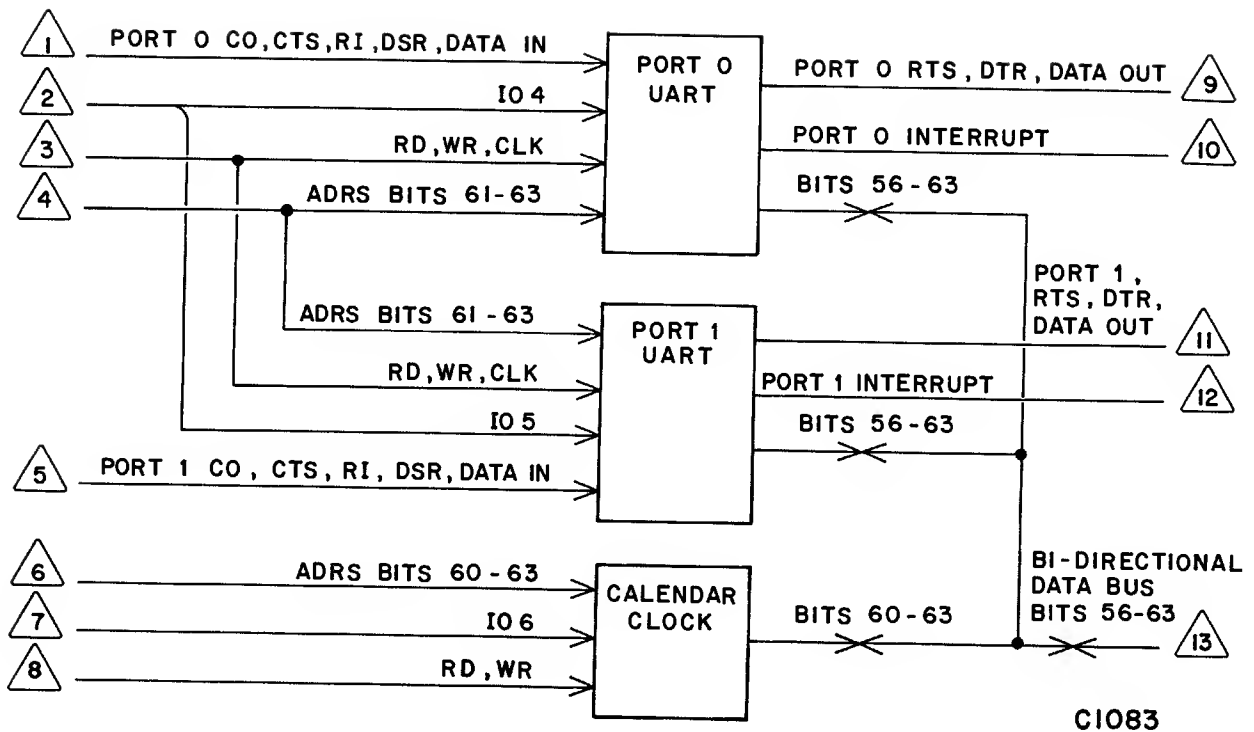 1
PORT 0 CO,CTS,RI,DSR,DATA IN
2
IO 4
3
RD,WR,CLK
4
ADRS BITS 61-63
PORT 0
UART
PORT 0 RTS, DTR, DATA OUT
9
PORT 0 INTERRUPT
10
BITS 56-63
ADRS BITS 61-63
RD,WR,CLK
IO 5
5
PORT 1 CO, CTS, RI, DSR, DATA IN
PORT 1
UART
PORT 1,
RTS, DTR,
DATA OUT
11
PORT 1 INTERRUPT
12
BITS 56-63
6
ADRS BITS 60-63
7
IO 6
8
RD,WR
CALENDAR
CLOCK
BITS 60-63
BI-DIRECTIONAL
DATA BUS
BITS 56-63
13
C1083